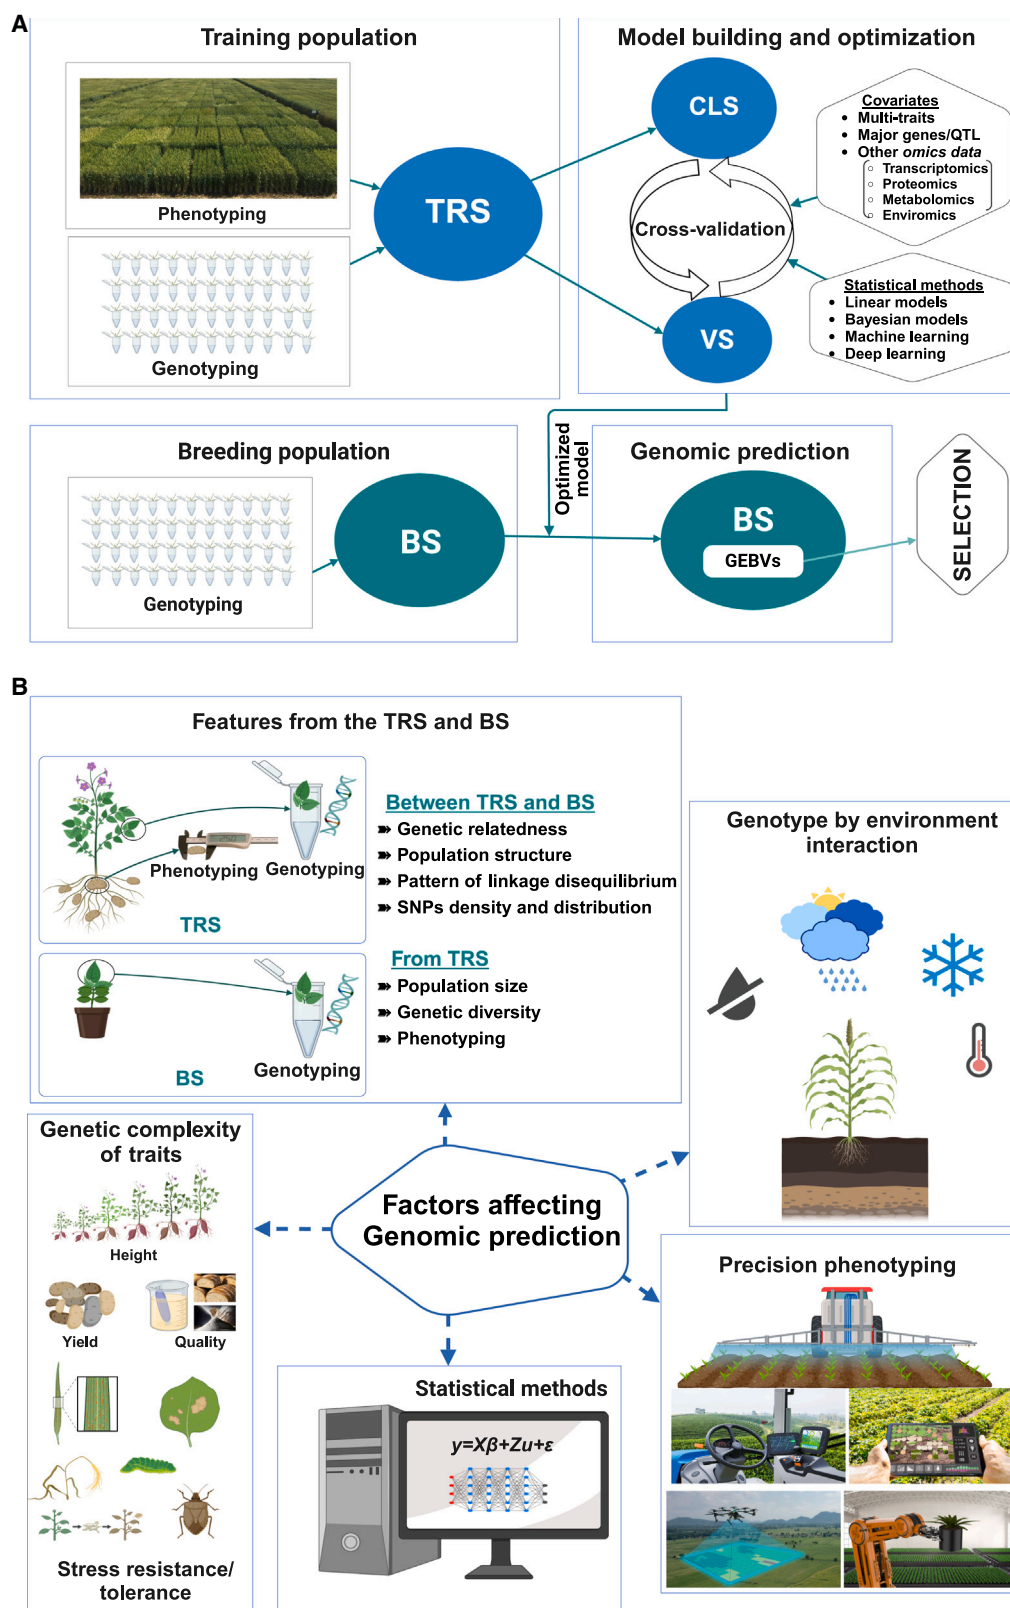 A
Training population
Phenotyping
Genotyping
TRS
Model building and optimization
CLS
Cross-validation
VS
Covariates
• Multi-traits
• Major genes/QTL
• Other omics data
○ Transcriptomics
○ Proteomics
○ Metabolomics
○ Enviromics
Statistical methods
• Linear models
• Bayesian models
• Machine learning
• Deep learning
Breeding population
Genotyping
BS
Optimized
model
Genomic prediction
BS
GEBVs
SELECTION
B
Features from the TRS and BS
Phenotyping
Genotyping
TRS
Genotyping
BS
Between TRS and BS
➽ Genetic relatedness
➽ Population structure
➽ Pattern of linkage disequilibrium
➽ SNPs density and distribution
From TRS
➽ Population size
➽ Genetic diversity
➽ Phenotyping
Genotype by environment
interaction
Genetic complexity
of traits
Height
Yield
Quality
Stress resistance/
tolerance
Factors affecting
Genomic prediction
Statistical methods
y=Xβ+Zu+ε
Precision phenotyping